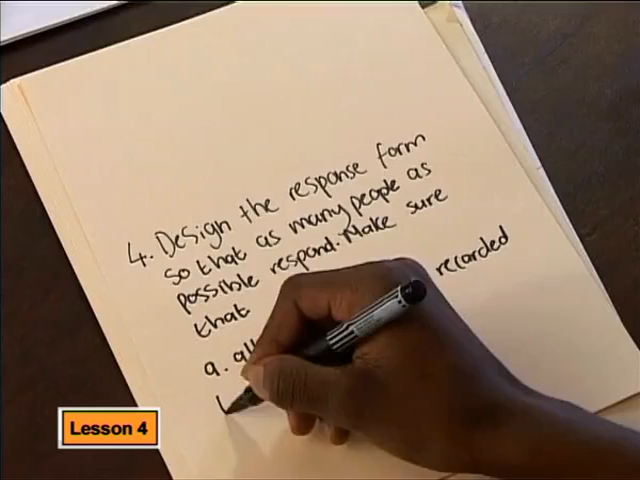 4. Design the response form
so that as many people as
possible respond. Make sure
that
a. all recorded
Lesson 4